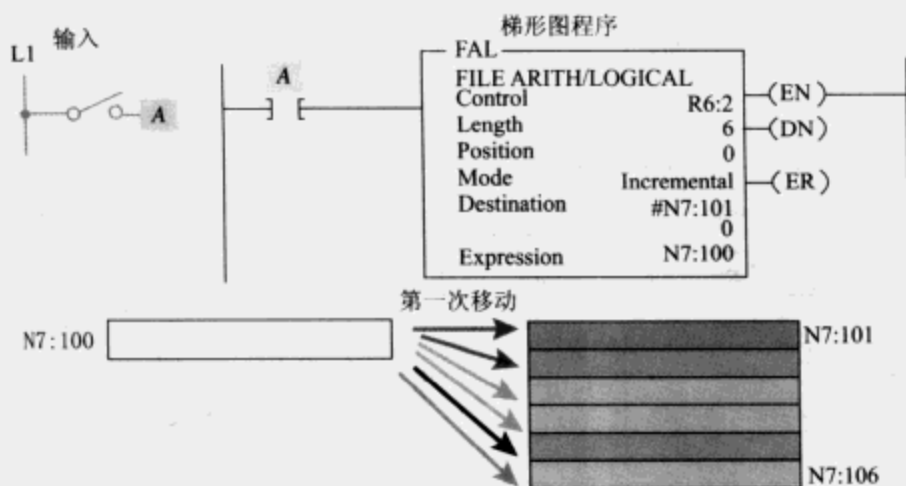 梯形图程序
输入
L1
A
A
FAL
FILE ARITH/LOGICAL
Control R6:2
Length 6
Position 0
Mode Incremental
Destination #N7:101
0
Expression N7:100
(EN)
(DN)
(ER)
第一次移动
N7:100
N7:101
N7:106